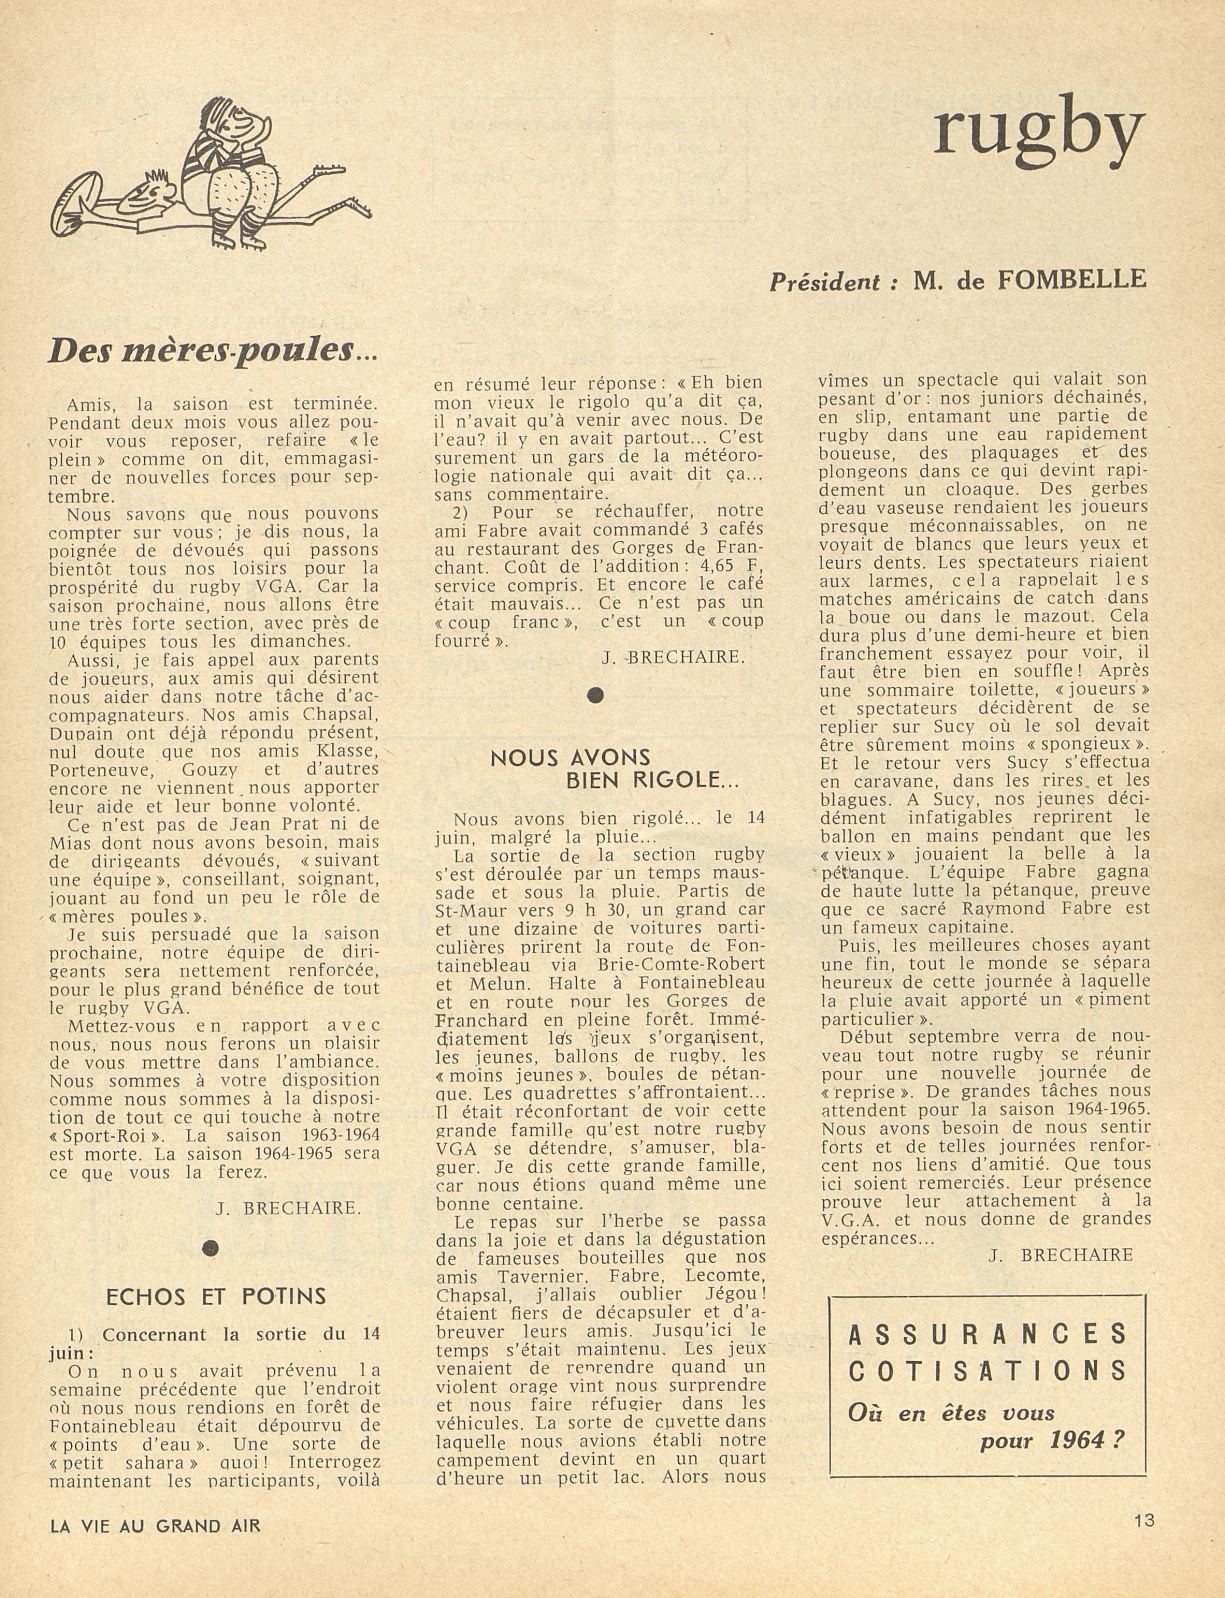 rugby
Président : M. de FOMBELLE
Des mères-poules...
Amis, la saison est terminée.
Pendant deux mois vous allez pou-
voir vous reposer, refaire « le
plein » comme on dit, emmagasi-
ner de nouvelles forces pour sep-
tembre.
Nous savons que nous pouvons
compter sur vous ; je dis nous, la
poignée de dévoués qui passons
bientôt tous nos loisirs pour la
prospérité du rugby VGA. Car la
saison prochaine, nous allons être
une très forte section, avec près de
10 équipes tous les dimanches.
Aussi, je fais appel aux parents
de joueurs, aux amis qui désirent
nous aider dans notre tâche d'ac-
compagnateurs. Nos amis Chapsal,
Dupain ont déjà répondu présent,
nul doute que nos amis Klasse,
Porteneuve, Gouzy et d'autres
encore ne viennent nous apporter
leur aide et leur bonne volonté.
Ce n'est pas de Jean Prat ni de
Mias dont nous avons besoin, mais
de dirigeants dévoués, « suivant
une équipe », conseillant, soignant,
jouant au fond un peu le rôle de
« mères poules ».
Je suis persuadé que la saison
prochaine, notre équipe de diri-
geants sera nettement renforcée,
pour le plus grand bénéfice de tout
le rugby VGA.
Mettez-vous en rapport avec
nous, nous nous ferons un plaisir
de vous mettre dans l'ambiance.
Nous sommes à votre disposition
comme nous sommes à la disposi-
tion de tout ce qui touche à notre
« Sport-Roi ». La saison 1963-1964
est morte. La saison 1964-1965 sera
ce que vous la ferez.
J. BRECHAIRE.
ECHOS ET POTINS
1) Concernant la sortie du 14
juin :
On nous avait prévenu la
semaine précédente que l'endroit
où nous nous rendions en forêt de
Fontainebleau était dépourvu de
« points d'eau ». Une sorte de
« petit sahara » quoi ! Interrogez
maintenant les participants, voilà
en résumé leur réponse : « Eh bien
mon vieux le rigolo qu'a dit ça,
il n'avait qu'à venir avec nous. De
l'eau? il y en avait partout... C'est
surement un gars de la météoro-
logie nationale qui avait dit ça...
sans commentaire.
2) Pour se réchauffer, notre
ami Fabre avait commandé 3 cafés
au restaurant des Gorges de Fran-
chant. Coût de l'addition : 4,65 F,
service compris. Et encore le café
était mauvais... Ce n'est pas un
« coup franc », c'est un « coup
fourré ».
J. BRECHAIRE.
NOUS AVONS
BIEN RIGOLE...
Nous avons bien rigolé... le 14
juin, malgré la pluie...
La sortie de la section rugby
s'est déroulée par un temps maus-
sade et sous la pluie. Partis de
St-Maur vers 9 h 30, un grand car
et une dizaine de voitures parti-
culières prirent la route de Fon-
tainebleau via Brie-Comte-Robert
et Melun. Halte à Fontainebleau
et en route pour les Gorges de
Franchard en pleine forêt. Immé-
diatement les jeux s'organisent,
les jeunes, ballons de rugby, les
« moins jeunes », boules de pétan-
que. Les quadrettes s'affrontaient...
Il était réconfortant de voir cette
grande famille qu'est notre rugby
VGA se détendre, s'amuser, bla-
guer. Je dis cette grande famille,
car nous étions quand même une
bonne centaine.
Le repas sur l'herbe se passa
dans la joie et dans la dégustation
de fameuses bouteilles que nos
amis Tavernier, Fabre, Lecomte,
Chapsal, j'allais oublier Jégou !
étaient fiers de décapsuler et d'a-
breuver leurs amis. Jusqu'ici le
temps s'était maintenu. Les jeux
venaient de reprendre quand un
violent orage vint nous surprendre
et nous faire réfugier dans les
véhicules. La sorte de cuvette dans
laquelle nous avions établi notre
campement devint en un quart
d'heure un petit lac. Alors nous
vîmes un spectacle qui valait son
pesant d'or : nos juniors déchaînés,
en slip, entamant une partie de
rugby dans une eau rapidement
boueuse, des plaquages et des
plongeons dans ce qui devint rapi-
dement un cloaque. Des gerbes
d'eau vaseuse rendaient les joueurs
presque méconnaissables, on ne
voyait de blancs que leurs yeux et
leurs dents. Les spectateurs riaient
aux larmes, cela rappelait les
matches américains de catch dans
la boue ou dans le mazout. Cela
dura plus d'une demi-heure et bien
franchement essayez pour voir, il
faut être bien en souffle ! Après
une sommaire toilette, « joueurs »
et spectateurs décidèrent de se
replier sur Sucy où le sol devait
être sûrement moins « spongieux ».
Et le retour vers Sucy s'effectua
en caravane, dans les rires et les
blagues. A Sucy, nos jeunes déci-
dément infatigables reprirent le
ballon en mains pendant que les
« vieux » jouaient la belle à la
pétanque. L'équipe Fabre gagna
de haute lutte la pétanque, preuve
que ce sacré Raymond Fabre est
un fameux capitaine.
Puis, les meilleures choses ayant
une fin, tout le monde se sépara
heureux de cette journée à laquelle
la pluie avait apporté un « piment
particulier ».
Début septembre verra de nou-
veau tout notre rugby se réunir
pour une nouvelle journée de
« reprise ». De grandes tâches nous
attendent pour la saison 1964-1965.
Nous avons besoin de nous sentir
forts et de telles journées renfor-
cent nos liens d'amitié. Que tous
ici soient remerciés. Leur présence
prouve leur attachement à la
V.G.A. et nous donne de grandes
espérances...
J. BRECHAIRE
ASSURANCES
COTISATIONS
Où en êtes vous
pour 1964 ?
LA VIE AU GRAND AIR
13